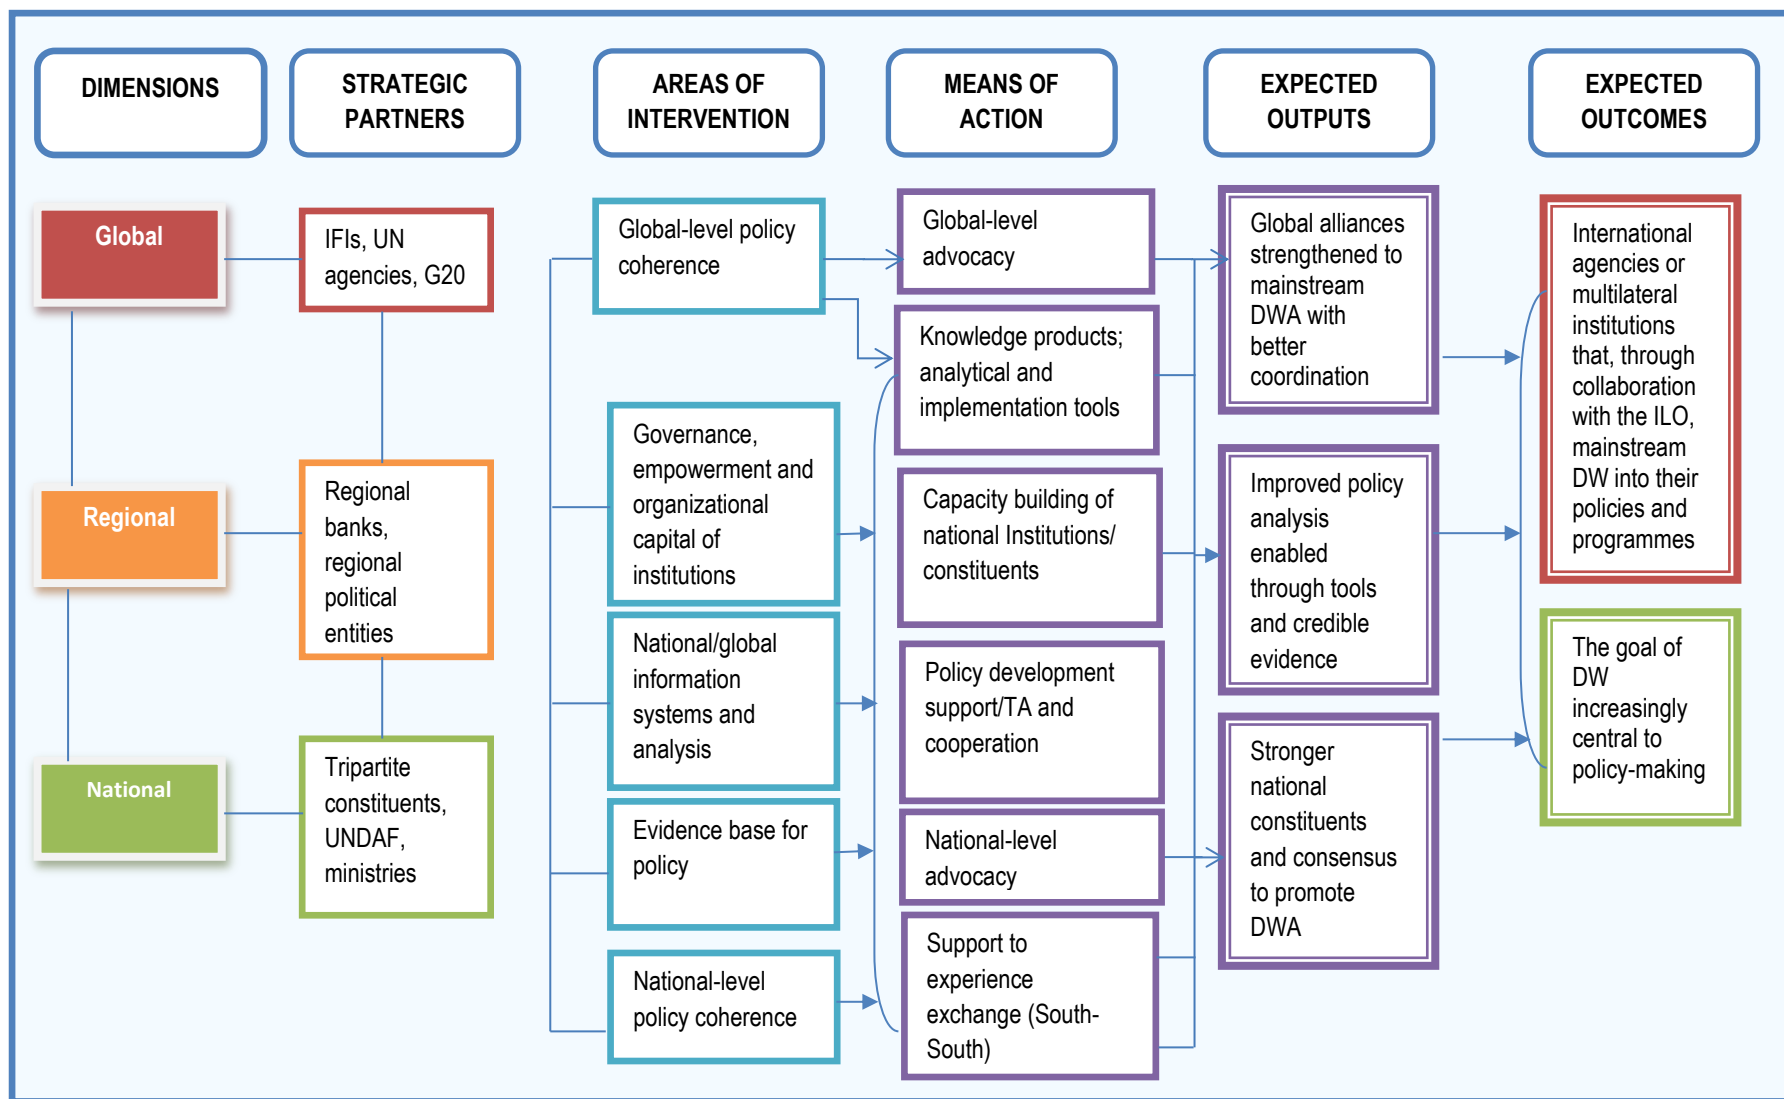 DIMENSIONS
STRATEGIC
PARTNERS
AREAS OF
INTERVENTION
MEANS OF
ACTION
EXPECTED
OUTPUTS
EXPECTED
OUTCOMES
Global
IFIs, UN
agencies, G20
Regional
Regional
banks,
regional
political
entities
National
Tripartite
constituents,
UNDAF,
ministries
Global-level policy
coherence
Governance,
empowerment and
organizational
capital of
institutions
National/global
information
systems and
analysis
Evidence base for
policy
National-level
policy coherence
Global-level
advocacy
Knowledge products;
analytical and
implementation tools
Capacity building of
national Institutions/
constituents
Policy development
support/TA and
cooperation
National-level
advocacy
Support to
experience
exchange (South-
South)
Global alliances
strengthened to
mainstream
DWA with
better
coordination
Improved policy
analysis
enabled
through tools
and credible
evidence
Stronger
national
constituents
and consensus
to promote
DWA
International
agencies or
multilateral
institutions
that, through
collaboration
with the ILO,
mainstream
DW into their
policies and
programmes
The goal of
DW
increasingly
central to
policy-making